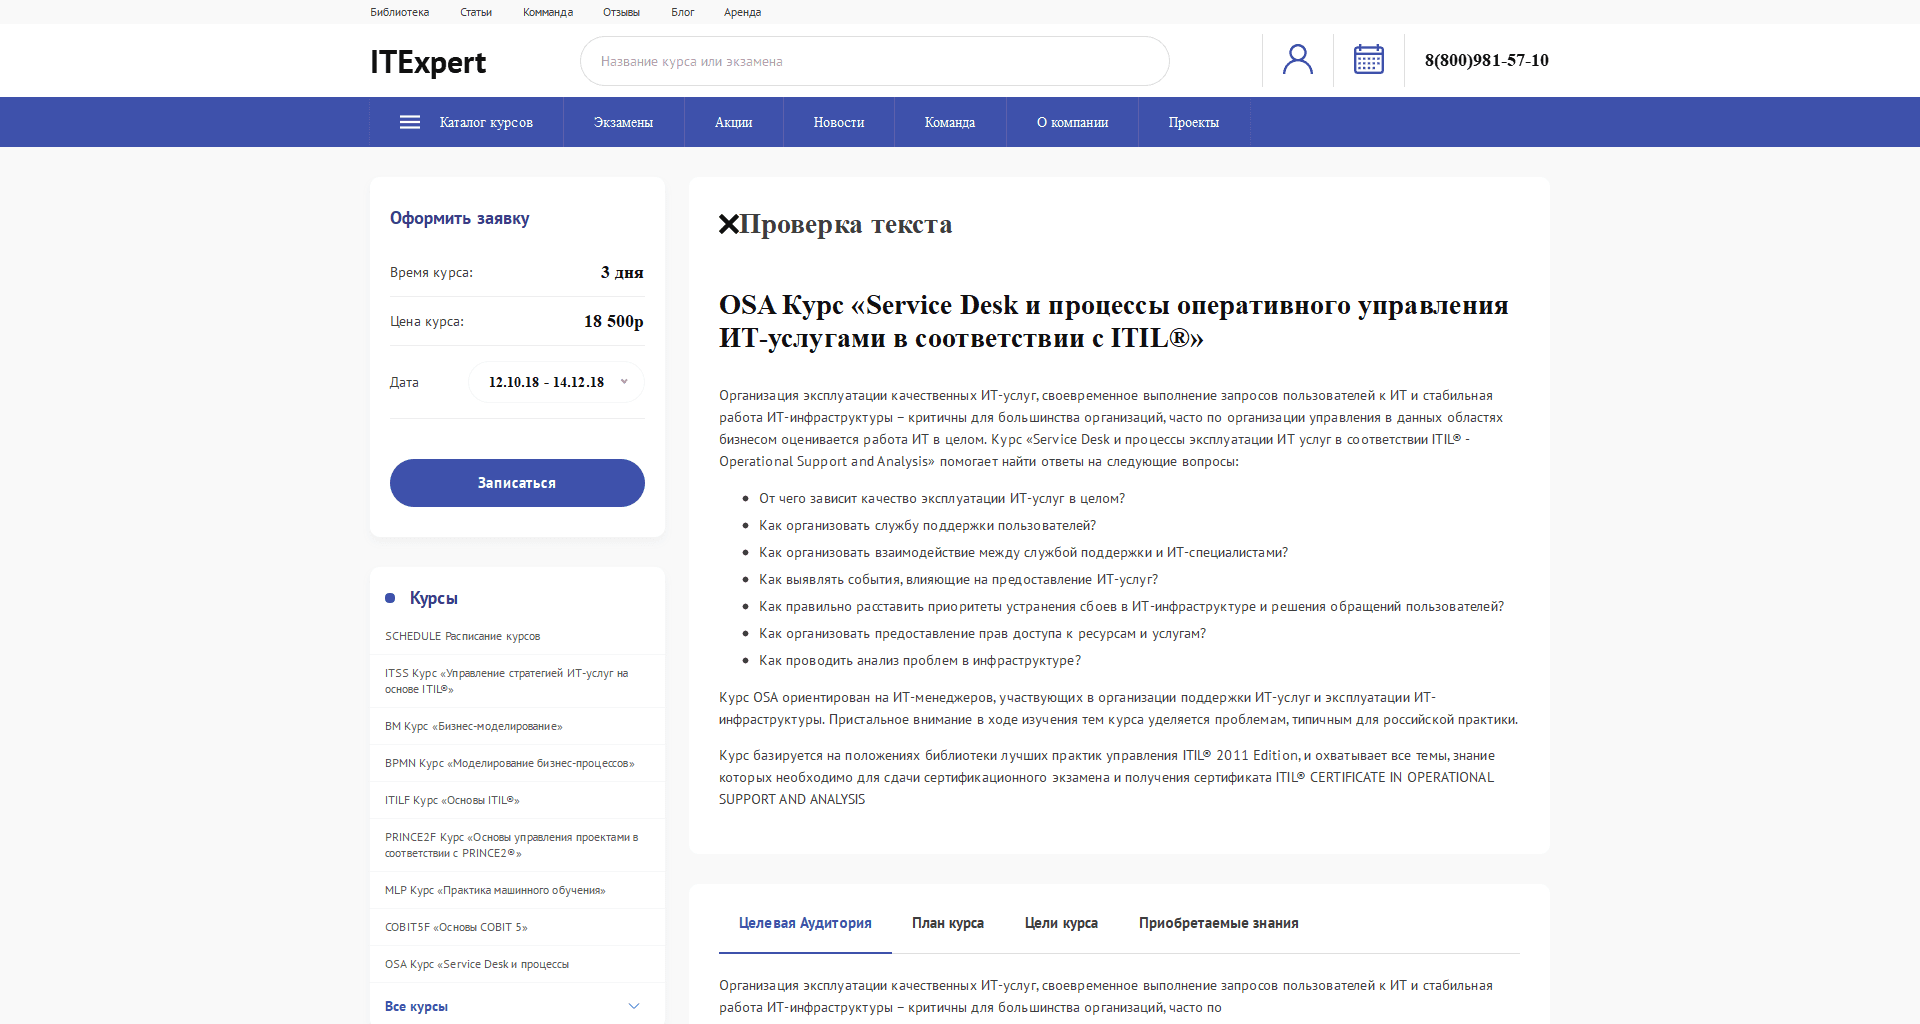 Библиотека Статьи Комманда Отзывы Блог Аренда
ITExpert
Название курса или экзамена
8(800)981-57-10
Каталог курсов Экзамены Акции Новости Команда О компании Проекты
Оформить заявку
Время курса: 3 дня
Цена курса: 18 500р
Дата 12.10.18 - 14.12.18
Записаться
Курсы
SCHEDULE Расписание курсов
ITSS Курс «Управление стратегией ИТ-услуг на
основе ITIL®»
BM Курс «Бизнес-моделирование»
BPMN Курс «Моделирование бизнес-процессов»
ITILF Курс «Основы ITIL®»
PRINCE2F Курс «Основы управления проектами в
соответствии с PRINCE2®»
MLP Курс «Практика машинного обучения»
COBIT5F «Основы COBIT 5»
OSA Курс «Service Desk и процессы
Все курсы
Проверка текста
OSA Курс «Service Desk и процессы оперативного управления
ИТ-услугами в соответствии с ITIL®»
Организация эксплуатации качественных ИТ-услуг, своевременное выполнение запросов пользователей к ИТ и стабильная
работа ИТ-инфраструктуры – критичны для большинства организаций, часто по организации управления в данных областях
бизнесом оценивается работа ИТ в целом. Курс «Service Desk и процессы эксплуатации ИТ услуг в соответствии ITIL® -
Operational Support and Analysis» помогает найти ответы на следующие вопросы:
От чего зависит качество эксплуатации ИТ-услуг в целом?
Как организовать службу поддержки пользователей?
Как организовать взаимодействие между службой поддержки и ИТ-специалистами?
Как выявлять события, влияющие на предоставление ИТ-услуг?
Как правильно расставить приоритеты устранения сбоев в ИТ-инфраструктуре и решения обращений пользователей?
Как организовать предоставление прав доступа к ресурсам и услугам?
Как проводить анализ проблем в инфраструктуре?
Курс OSA ориентирован на ИТ-менеджеров, участвующих в организации поддержки ИТ-услуг и эксплуатации ИТ-
инфраструктуры. Пристальное внимание в ходе изучения тем курса уделяется проблемам, типичным для российской практики.
Курс базируется на положениях библиотеки лучших практик управления ITIL® 2011 Edition, и охватывает все темы, знание
которых необходимо для сдачи сертификационного экзамена и получения сертификата ITIL® CERTIFICATE IN OPERATIONAL
SUPPORT AND ANALYSIS
Целевая Аудитория План курса Цели курса Приобретаемые знания
Организация эксплуатации качественных ИТ-услуг, своевременное выполнение запросов пользователей к ИТ и стабильная
работа ИТ-инфраструктуры – критичны для большинства организаций, часто по